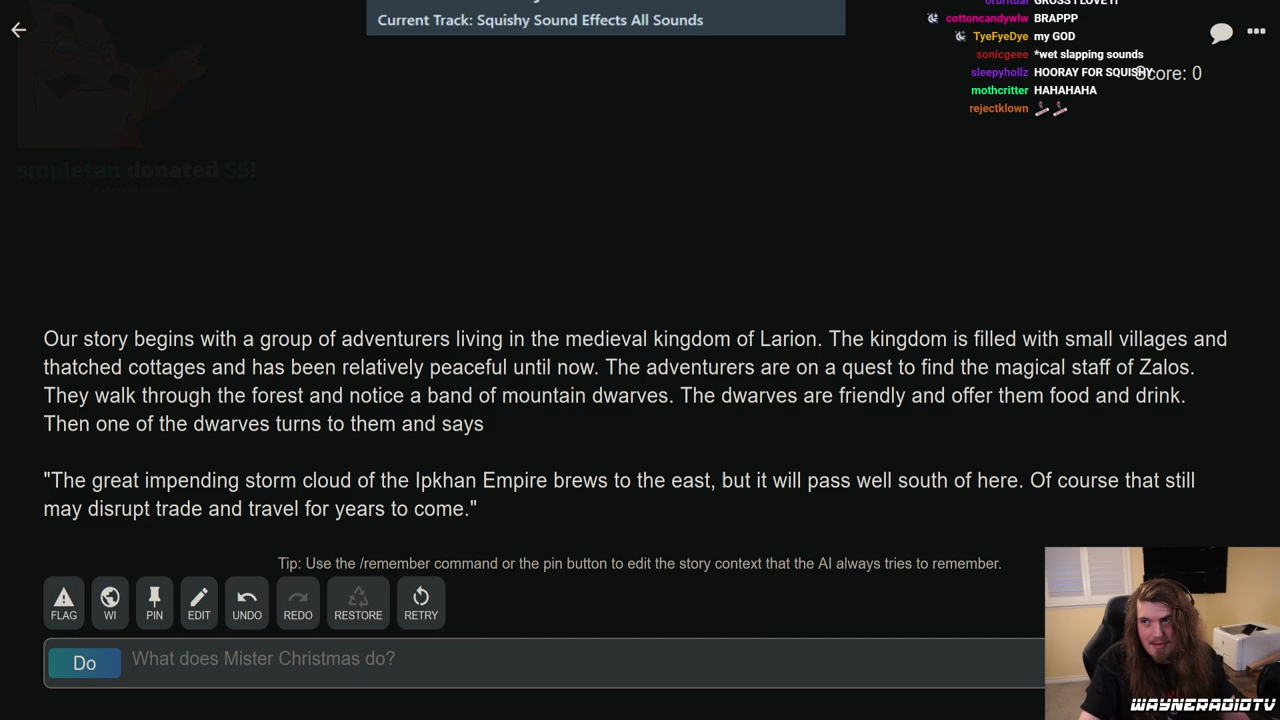 Current Track: Squishy Sound Effects All Sounds
orbritual GROSS I LOVE IT
cottoncandywlw BRAPPP
TyeFyeDye my GOD
sonicgeee *wet slapping sounds
sleepyhollz HOORAY FOR SQUISHY
mothcritter HAHAHAHA
rejectklown
Score: 0
smpletan donated $5!
Our story begins with a group of adventurers living in the medieval kingdom of Larion. The kingdom is filled with small villages and
thatched cottages and has been relatively peaceful until now. The adventurers are on a quest to find the magical staff of Zalos.
They walk through the forest and notice a band of mountain dwarves. The dwarves are friendly and offer them food and drink.
Then one of the dwarves turns to them and says
"The great impending storm cloud of the Ipkhan Empire brews to the east, but it will pass well south of here. Of course that still
may disrupt trade and travel for years to come."
Tip: Use the /remember command or the pin button to edit the story context that the AI always tries to remember.
FLAG WI PIN EDIT UNDO REDO RESTORE RETRY
Do What does Mister Christmas do?
WAYNERADIOTV